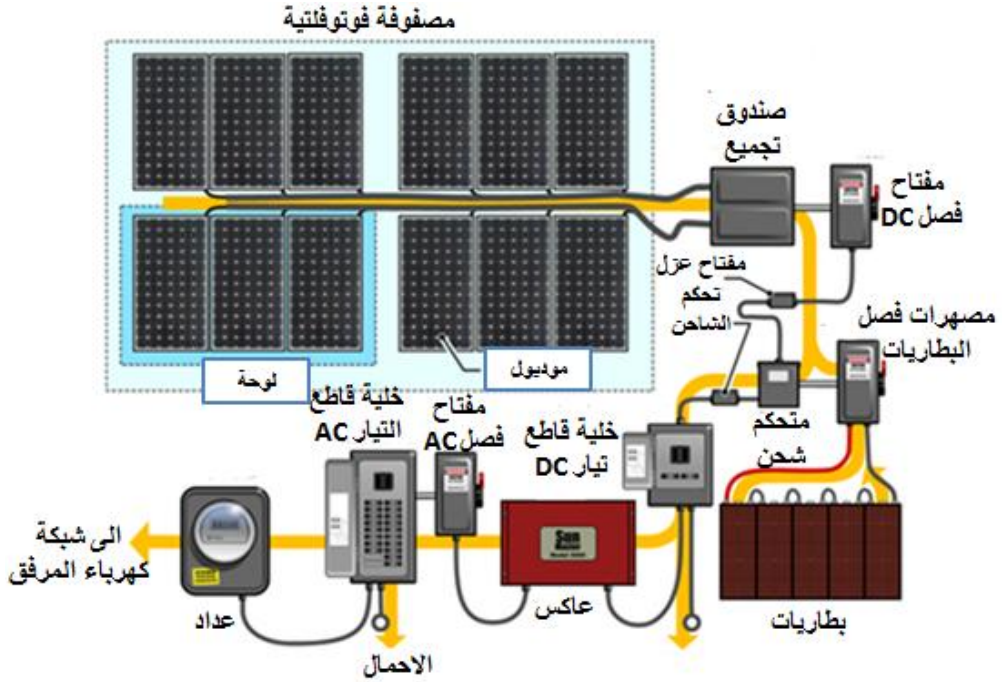 مصفوفة فوتوفلتية
صندوق
تجميع
مفتاح
فصل DC
مفتاح عزل
تحكم
الشاحن
مصهرات فصل
البطاريات
موديول
لوحة
خلية قاطع
التيار AC
مفتاح
فصل AC
خلية قاطع
تيار DC
متحكم
شحن
الى شبكة
كهرباء المرفق
Sun
عداد
عاكس
بطاريات
الاحمال